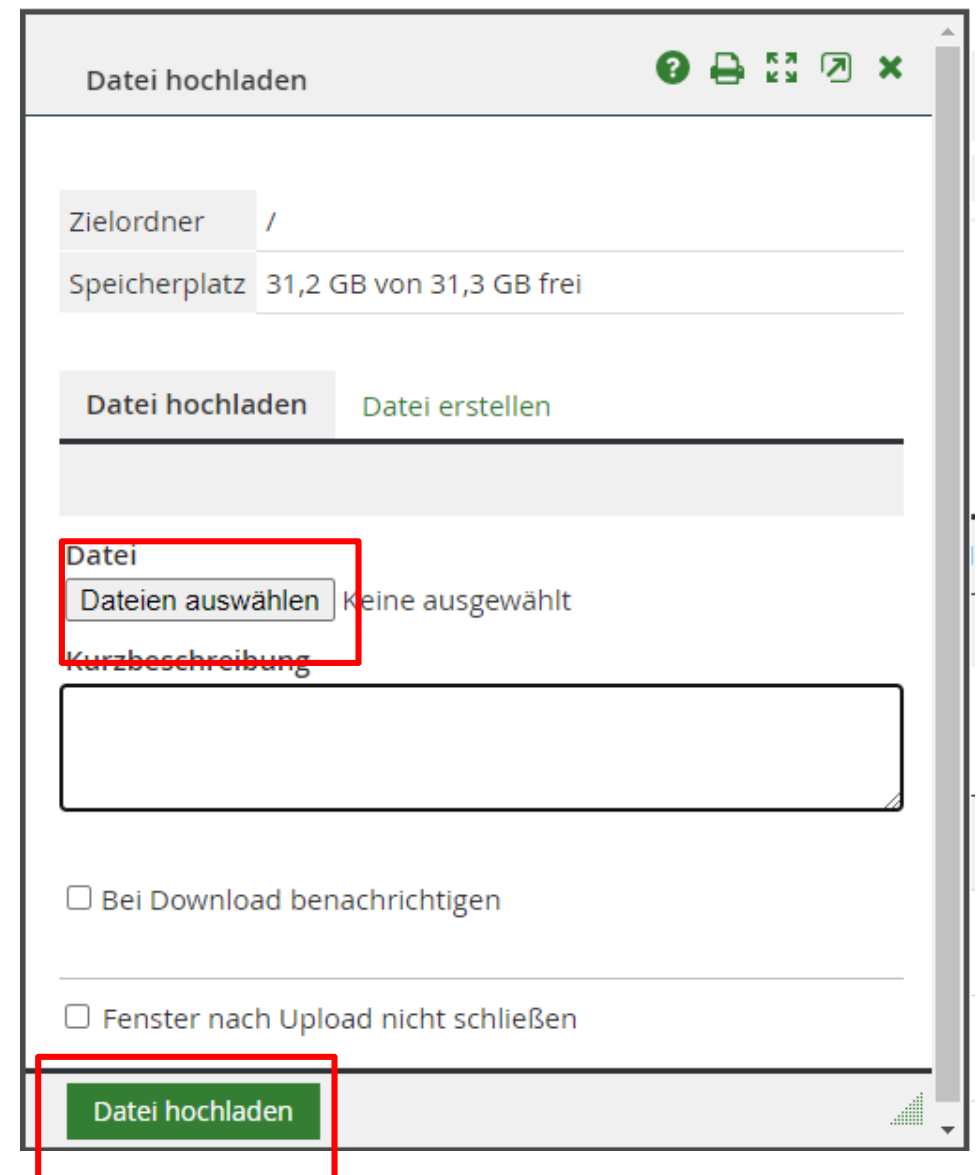 Datei hochladen
Zielordner /
Speicherplatz 31,2 GB von 31,3 GB frei
Datei hochladen Datei erstellen
Datei
Dateien auswählen Keine ausgewählt
Kurzbeschreibung
Bei Download benachrichtigen
Fenster nach Upload nicht schließen
Datei hochladen